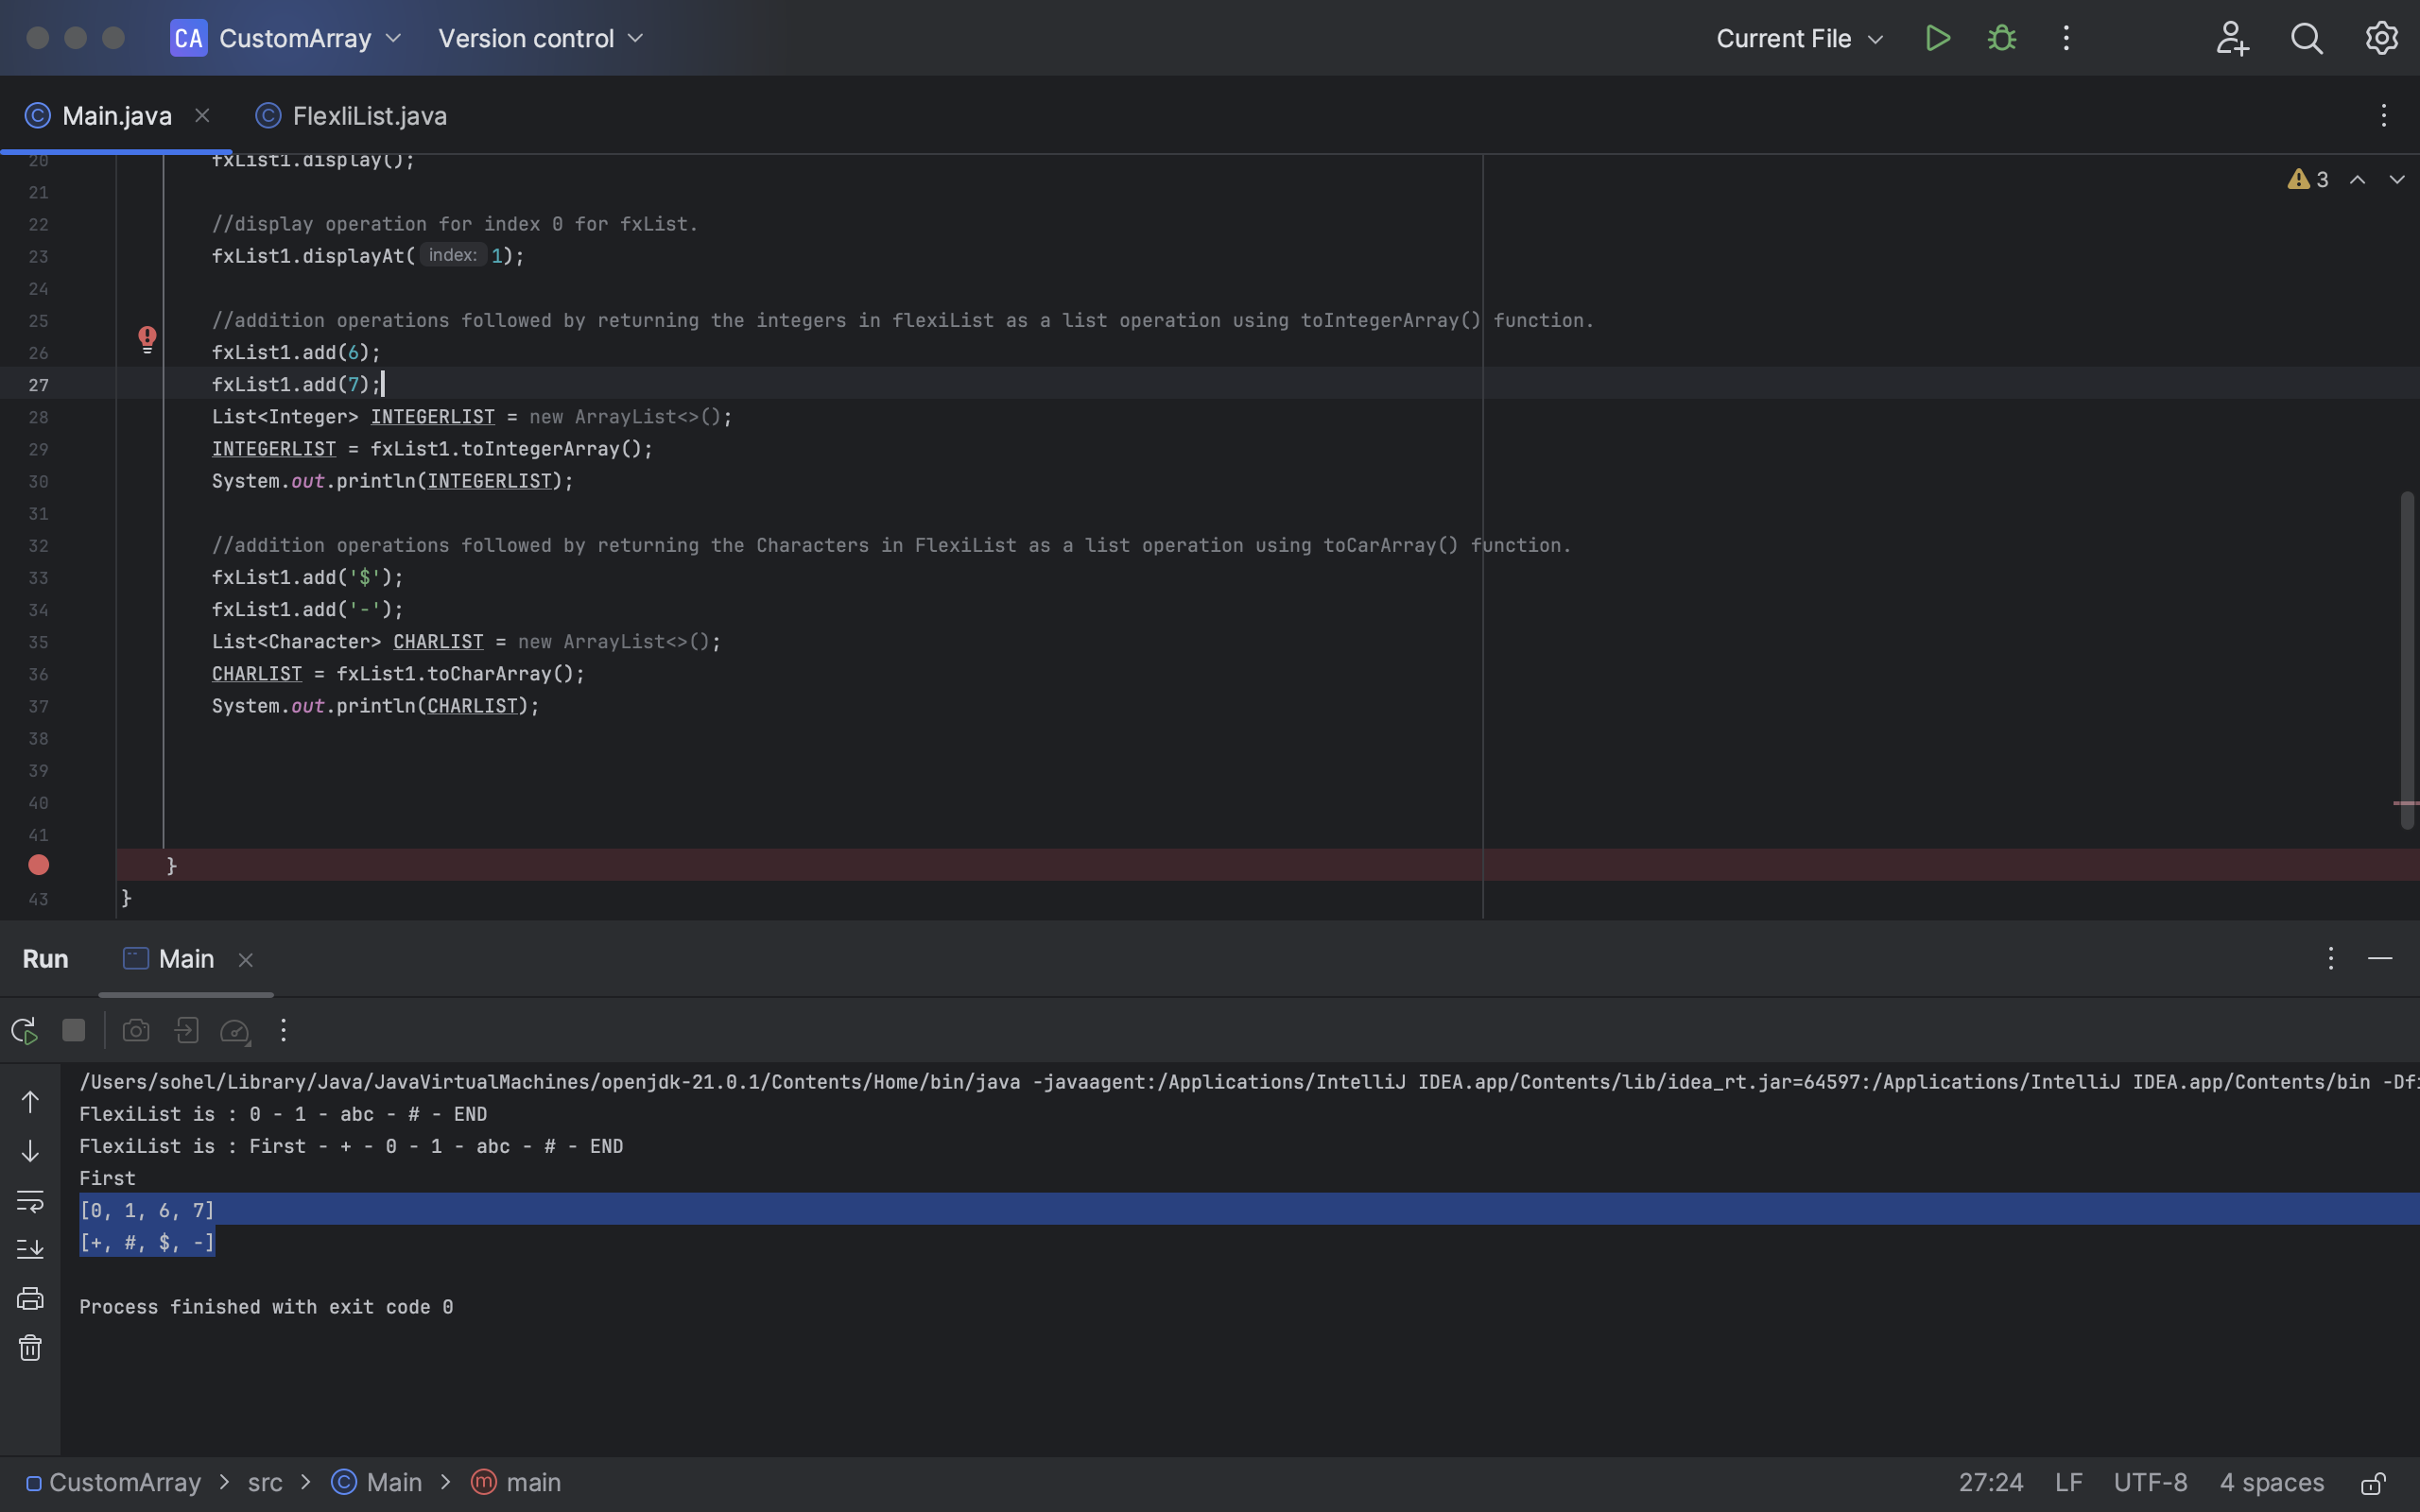 CA CustomArray Version control Current File
Main.java FlexliList.java
20 fxList1.display();
3
21
22 //display operation for index 0 for fxList.
23 fxList1.displayAt( index: 1);
24
25 //addition operations followed by returning the integers in flexiList as a list operation using toIntegerArray() function.
26 fxList1.add(6);
27 fxList1.add(7);
28 List<Integer> INTEGERLIST = new ArrayList<>();
29 INTEGERLIST = fxList1.toIntegerArray();
30 System.out.println(INTEGERLIST);
31
32 //addition operations followed by returning the Characters in FlexiList as a list operation using toCarArray() function.
33 fxList1.add('$');
34 fxList1.add('-');
35 List<Character> CHARLIST = new ArrayList<>();
36 CHARLIST = fxList1.toCharArray();
37 System.out.println(CHARLIST);
38
39
40
41
}
43 }
Run Main
/Users/sohel/Library/Java/JavaVirtualMachines/openjdk-21.0.1/Contents/Home/bin/java -javaagent:/Applications/IntelliJ IDEA.app/Contents/lib/idea_rt.jar=64597:/Applications/IntelliJ IDEA.app/Contents/bin
FlexiList is : 0 - 1 - abc - # - END
FlexiList is : First - + - 0 - 1 - abc - # - END
First
[0, 1, 6, 7]
[+, #, $, -]
Process finished with exit code 0
CustomArray > src > C Main > m main 27:24 LF UTF-8 4 spaces